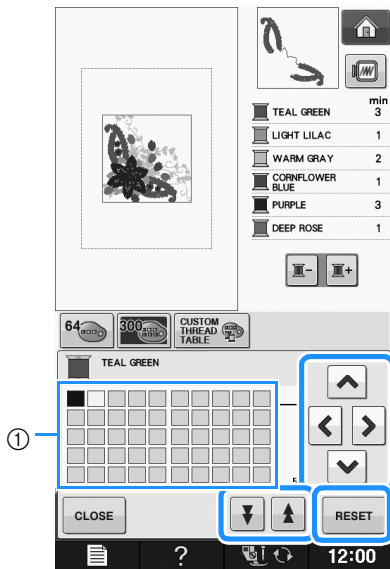 min
TEAL GREEN 3
LIGHT LILAC 1
WARM GRAY 2
CORNFLOWER
BLUE 1
PURPLE 3
DEEP ROSE 1
- +
64
300
CUSTOM
THREAD
TABLE
TEAL GREEN
①
CLOSE
RESET
?
12:00